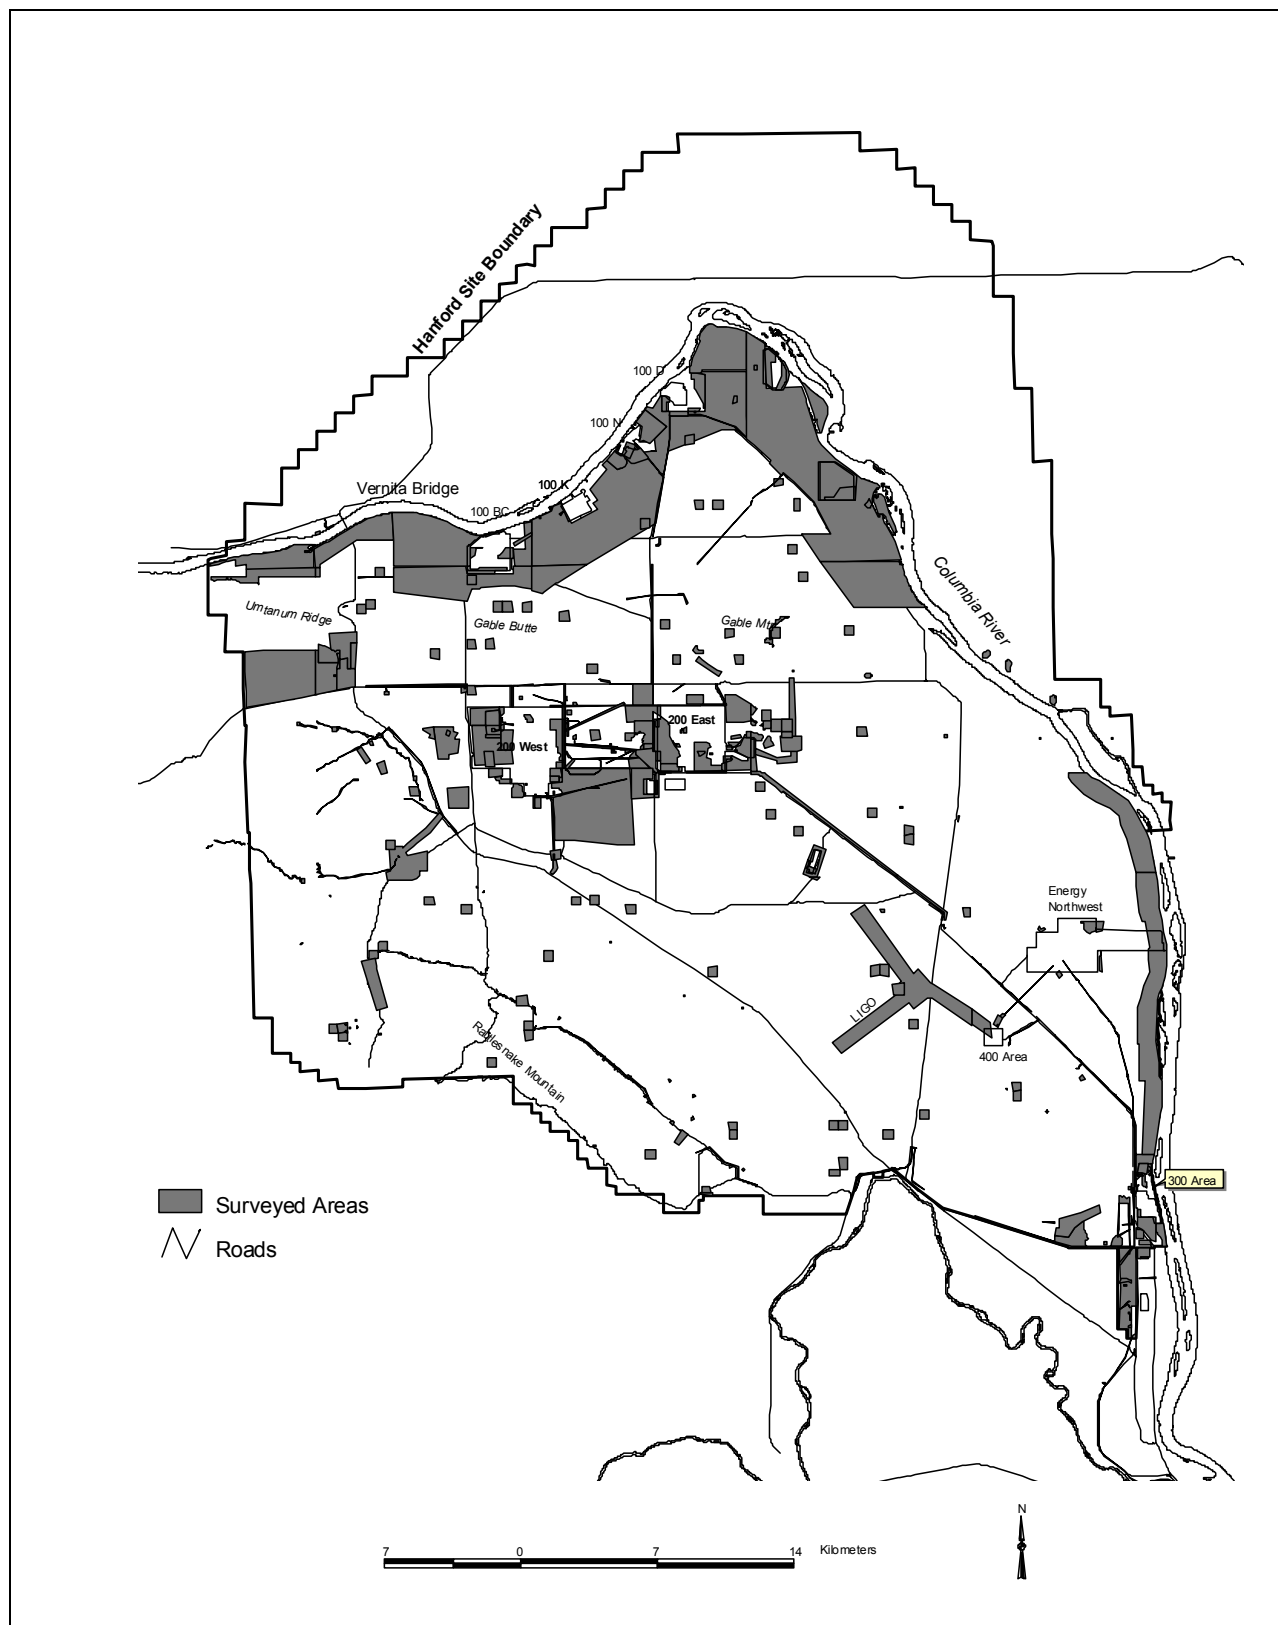 Hanford Site Boundary
100 D
100 N
100 K
Vernita Bridge
100 BC
Columbia River
Umtanum Ridge
Gable Butte
Gable Mtn
200 East
200 West
Energy
Northwest
LIGO
400 Area
Rattlesnake Mountain
300 Area
Surveyed Areas
Roads
N
7
0
7
14
Kilometers